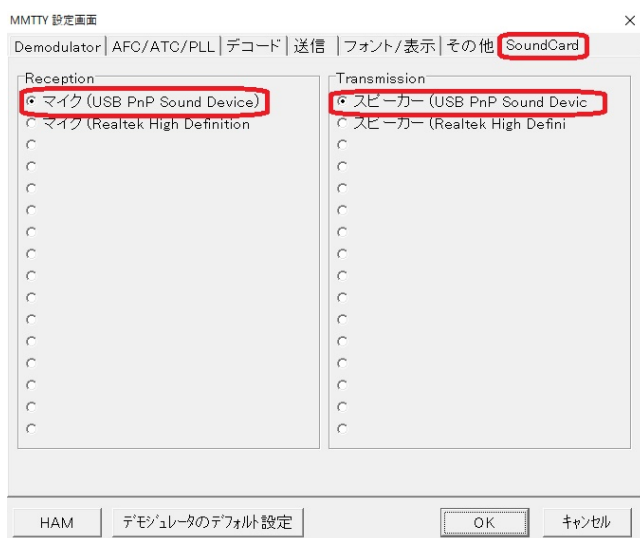 MMTTY 設定画面
Demodulator AFC/ATC/PLL デコード 送信 フォント/表示 その他 SoundCard
Reception
マイク (USB PnP Sound Device)
マイク (Realtek High Definition
Transmission
スピーカー (USB PnP Sound Devic
スピーカー (Realtek High Defini
HAM デモジュレータのデフォルト設定 OK キャンセル